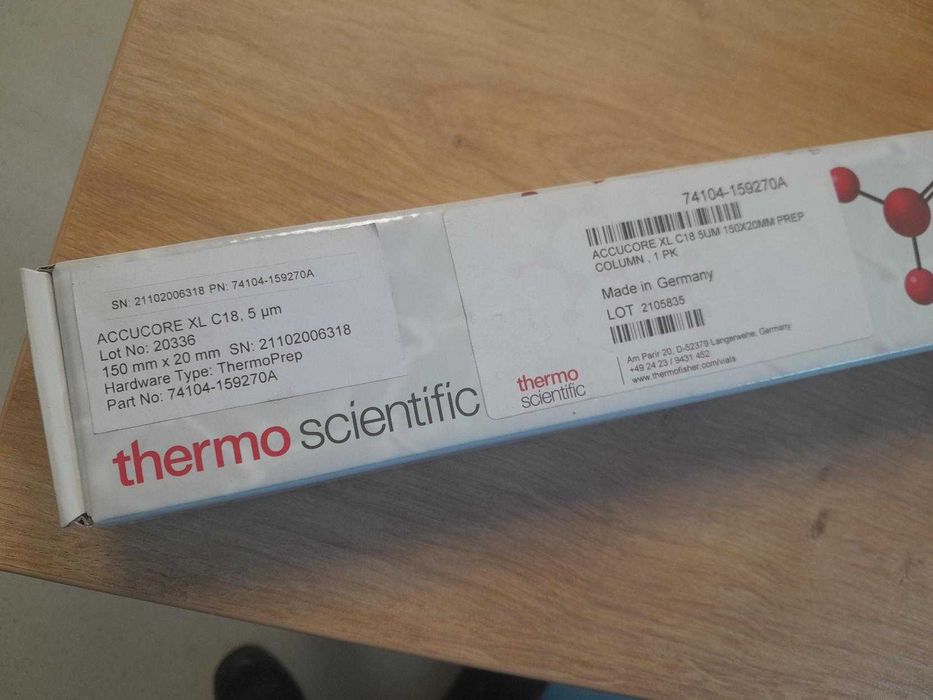 SN: 21102006318 PN: 74104-159270A
ACCUCORE XL C18, 5 µm
Lot No: 20336
150 mm x 20 mm SN: 21102006318
Hardware Type: ThermoPrep
Part No: 74104-159270A
thermo scientific
74104-159270A
ACCUCORE XL C18 5UM 150X20MM PREP
COLUMN , 1 PK
Made in Germany
LOT 2105835
thermo
scientific
Am Parir 20, D-52379 Langerwehe, Germany
+49 24 23 / 9431 452
www.thermofisher.com/vials